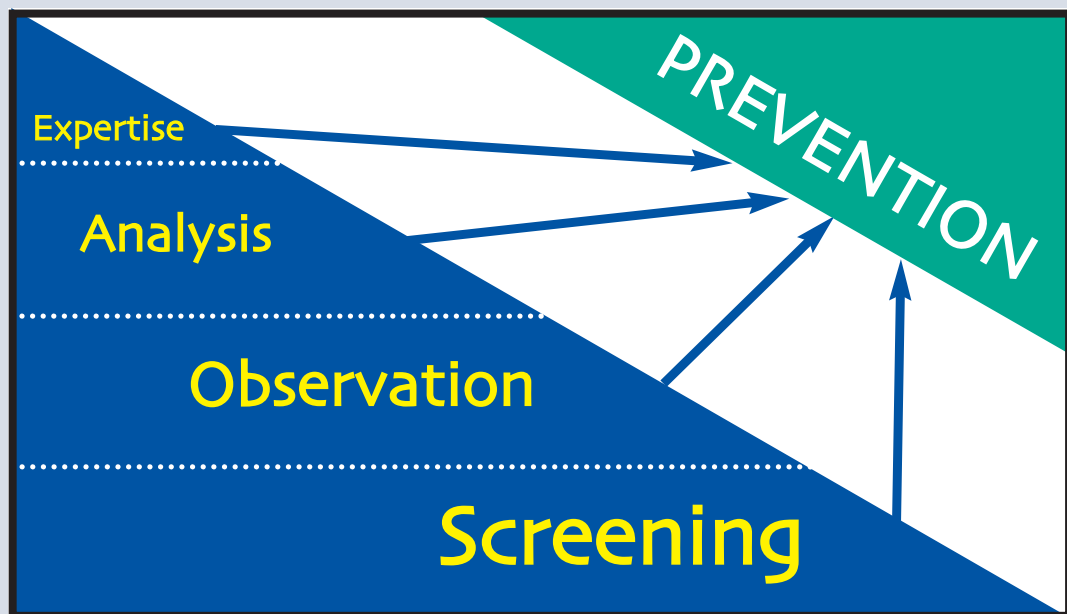 PREVENTION
Expertise
Analysis
Observation
Screening